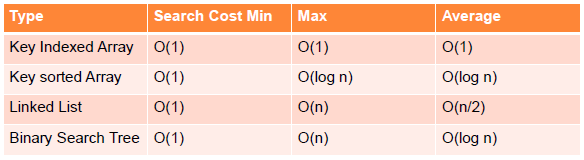 Type Search Cost Min Max Average
Key Indexed Array O(1) O(1) O(1)
Key sorted Array O(1) O(log n) O(log n)
Linked List O(1) O(n) O(n/2)
Binary Search Tree O(1) O(n) O(log n)